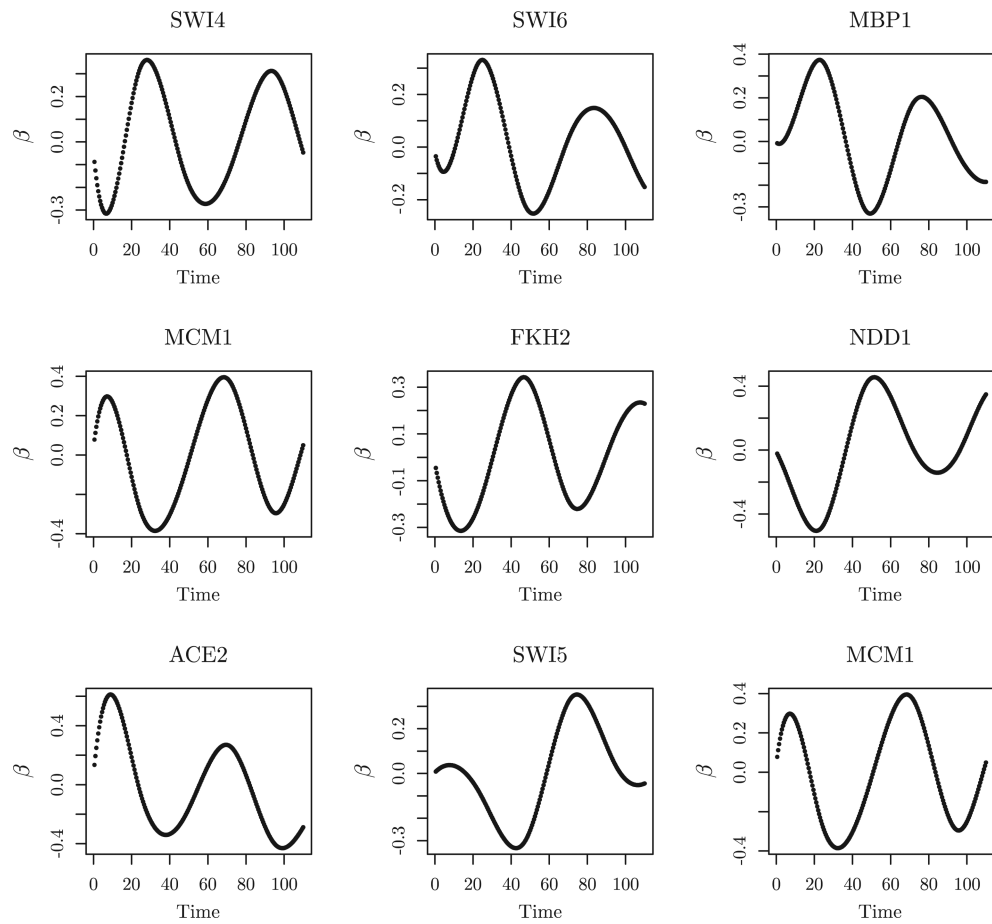 SWI4 SWI6 MBP1
β -0.3 0.0 0.2
0 20 40 60 80 100
Time
β -0.2 0.0 0.2
0 20 40 60 80 100
Time
β -0.3 0.0 0.2 0.4
0 20 40 60 80 100
Time
MCM1 FKH2 NDD1
β -0.4 0.0 0.2 0.4
0 20 40 60 80 100
Time
β -0.3 -0.1 0.1 0.3
0 20 40 60 80 100
Time
β -0.4 0.0 0.4
0 20 40 60 80 100
Time
ACE2 SWI5 MCM1
β -0.4 0.0 0.4
0 20 40 60 80 100
Time
β -0.3 0.0 0.2
0 20 40 60 80 100
Time
β -0.4 0.0 0.2 0.4
0 20 40 60 80 100
Time